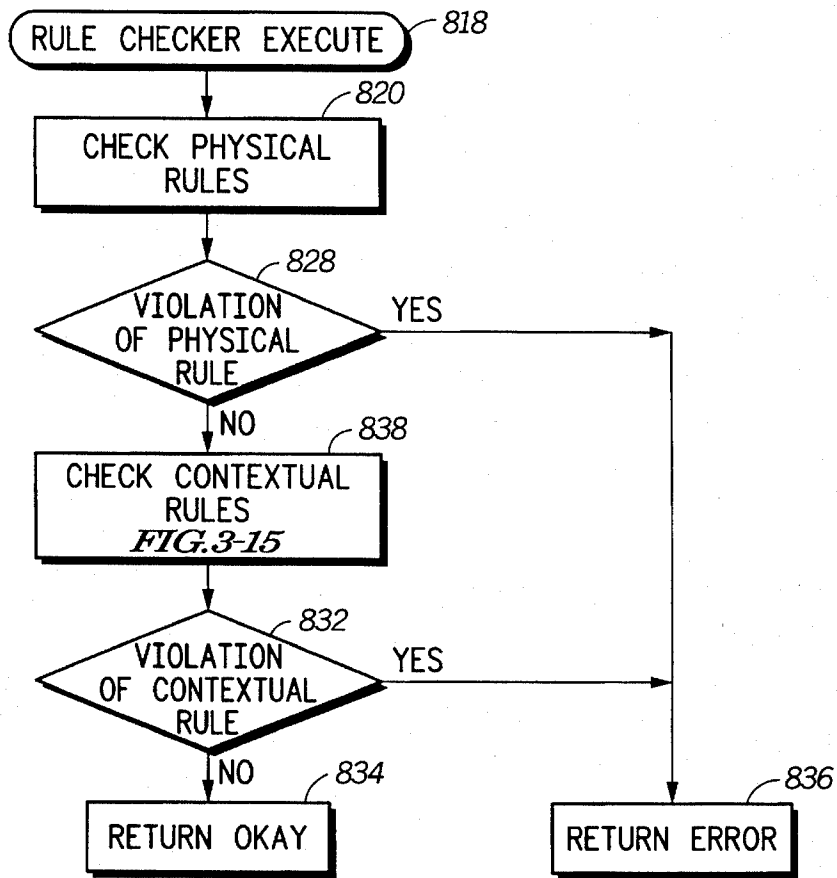 RULE CHECKER EXECUTE
818
820
CHECK PHYSICAL
RULES
828
VIOLATION
OF PHYSICAL
RULE
YES
NO
838
CHECK CONTEXTUAL
RULES
FIG.3-15
832
VIOLATION
OF CONTEXTUAL
RULE
YES
NO
834
RETURN OKAY
836
RETURN ERROR